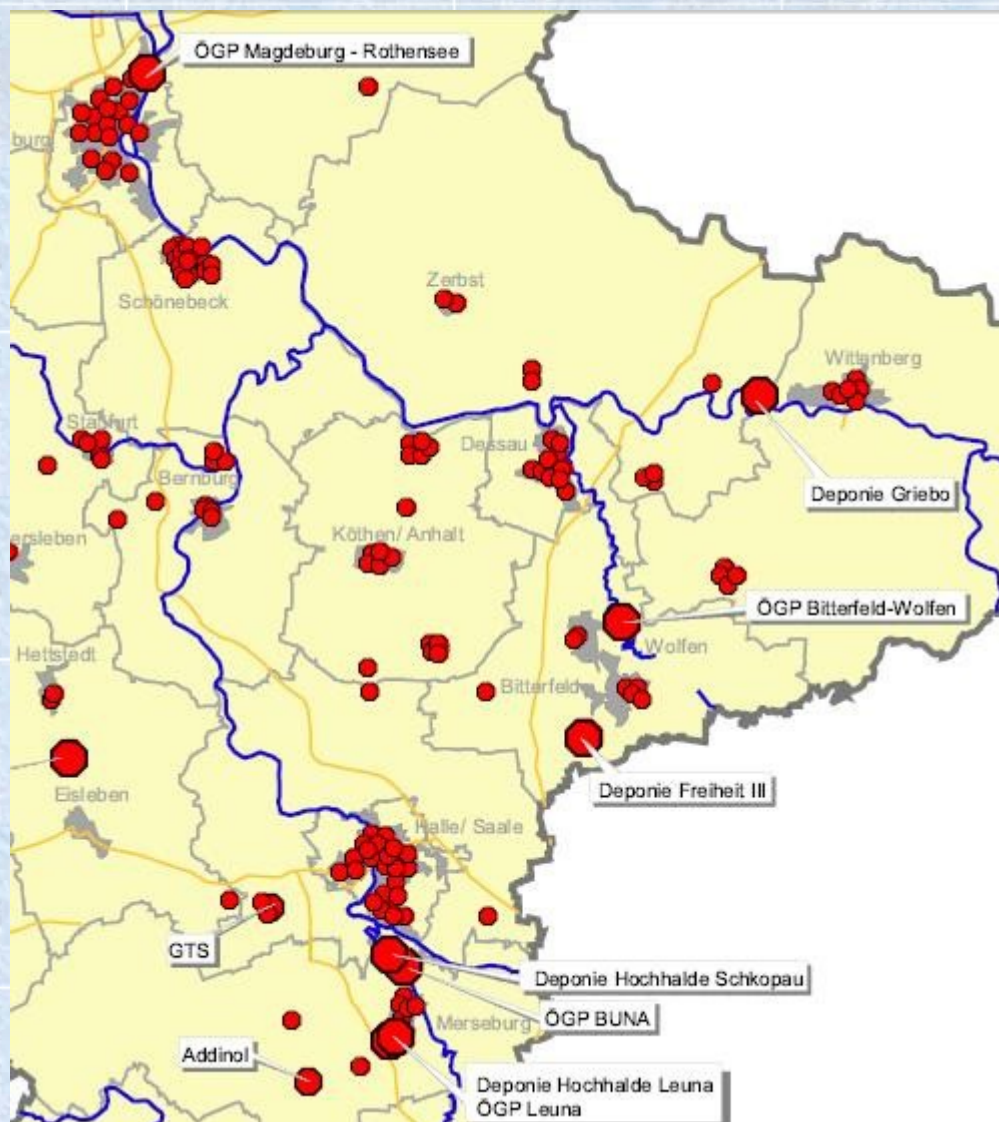 ÖGP Magdeburg - Rothensee
burg
Schönebeck
Zerbst
Wittenberg
Staßfurt
Dessau
Bernburg
Deponie Griebo
ersleben
Köthen/ Anhalt
ÖGP Bitterfeld-Wolfen
Hettstedt
Wolfen
Bitterfeld
Eisleben
Deponie Freiheit III
Halle/ Saale
GTS
Deponie Hochhalde Schkopau
ÖGP BUNA
Merseburg
Addinol
Deponie Hochhalde Leuna
ÖGP Leuna